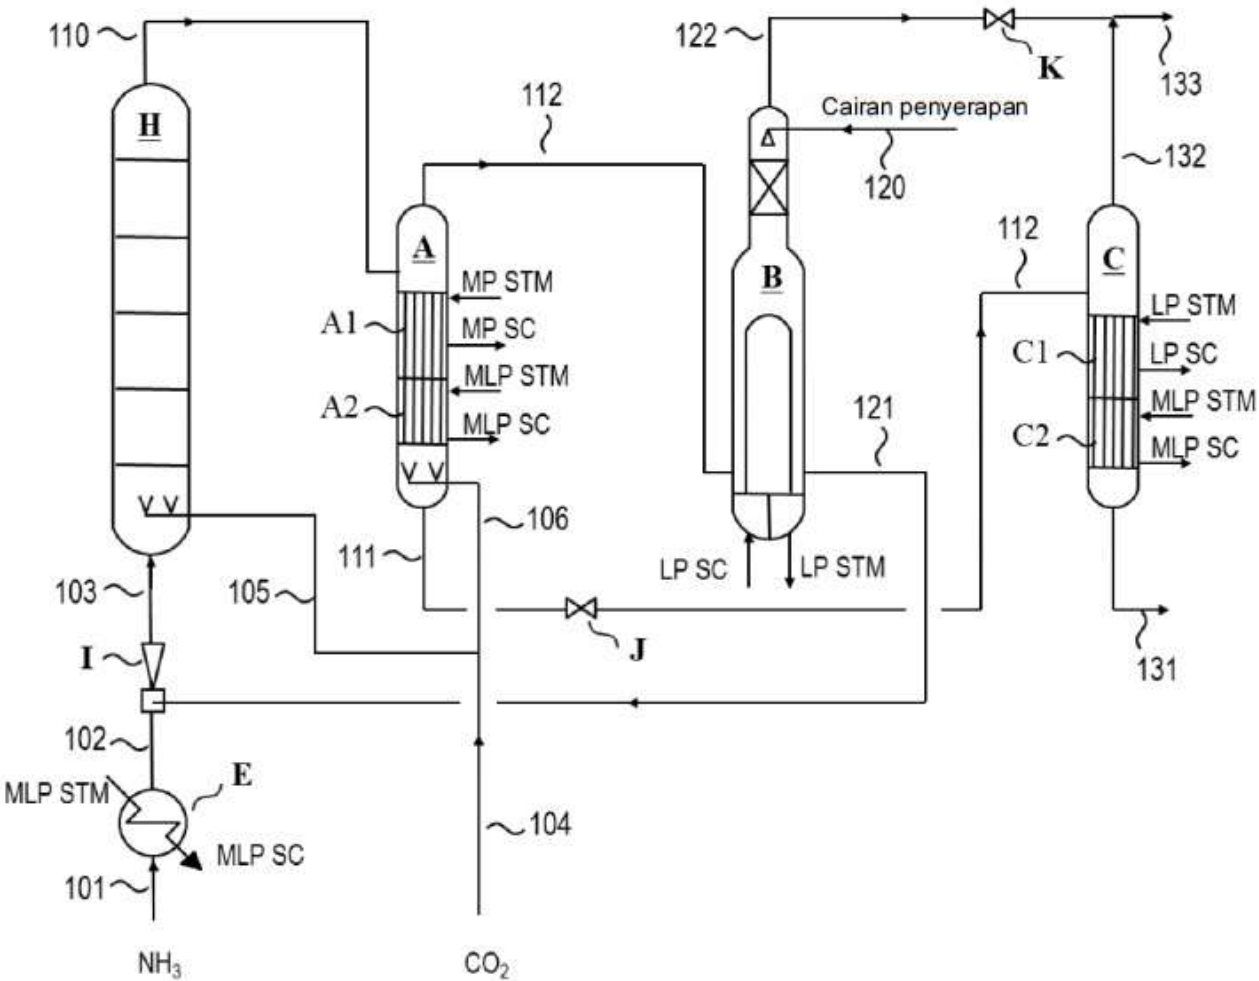 110
122
K
133
H
112
Cairan penyerapan
120
132
A
MP STM
B
112
C
A1
MP SC
LP STM
C1
LP SC
MLP STM
A2
MLP SC
121
MLP STM
C2
MLP SC
106
111
LP SC
LP STM
103
105
I
J
131
102
MLP STM
E
104
MLP SC
101
NH₃
CO₂